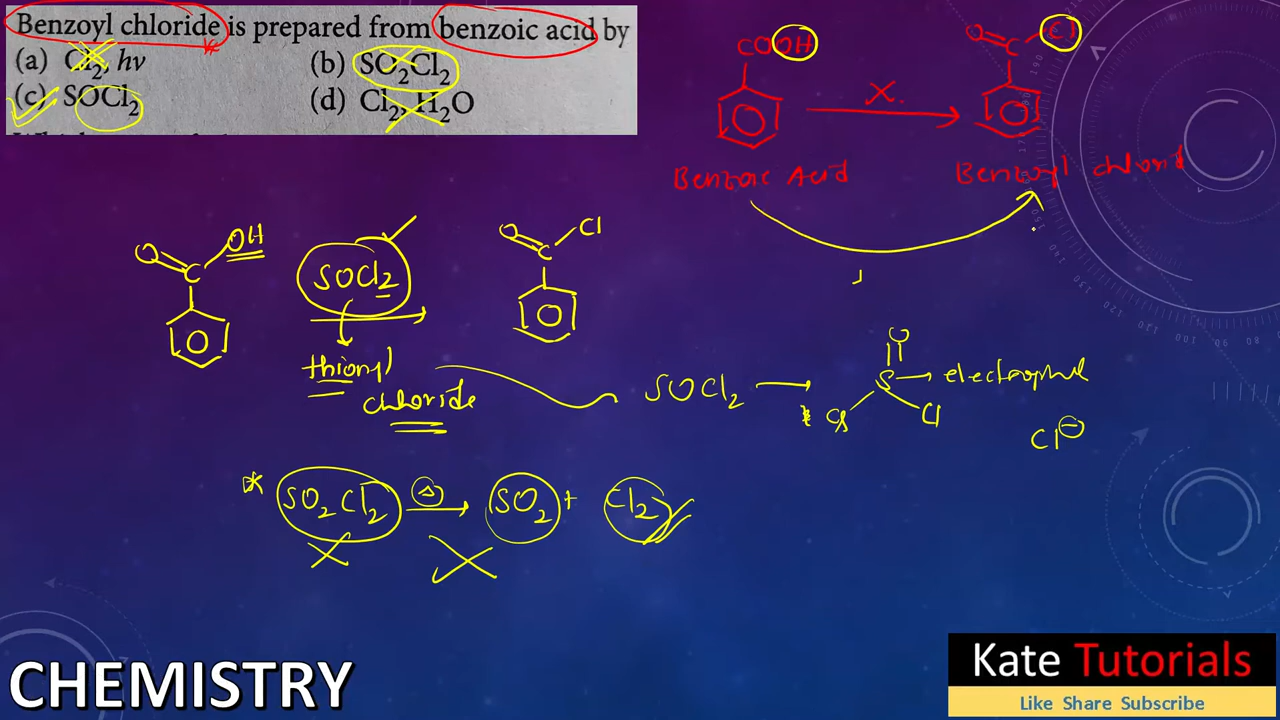 Benzoyl chloride is prepared from benzoic acid by
(a) Cl2, hν
(b) SO2Cl2
(c) SOCl2
(d) Cl2, H2O
COOH
X.
O
C
Cl
Benzoic Acid
Benzoyl chlorid
O
OH
C
SOCl2
O
C
Cl
thionyl
chloride
SOCl2
O
S
electrophil
Cl
Cl
Cl⊖
* SO2Cl2 Δ SO2 + Cl2
CHEMISTRY
Kate Tutorials
Like Share Subscribe